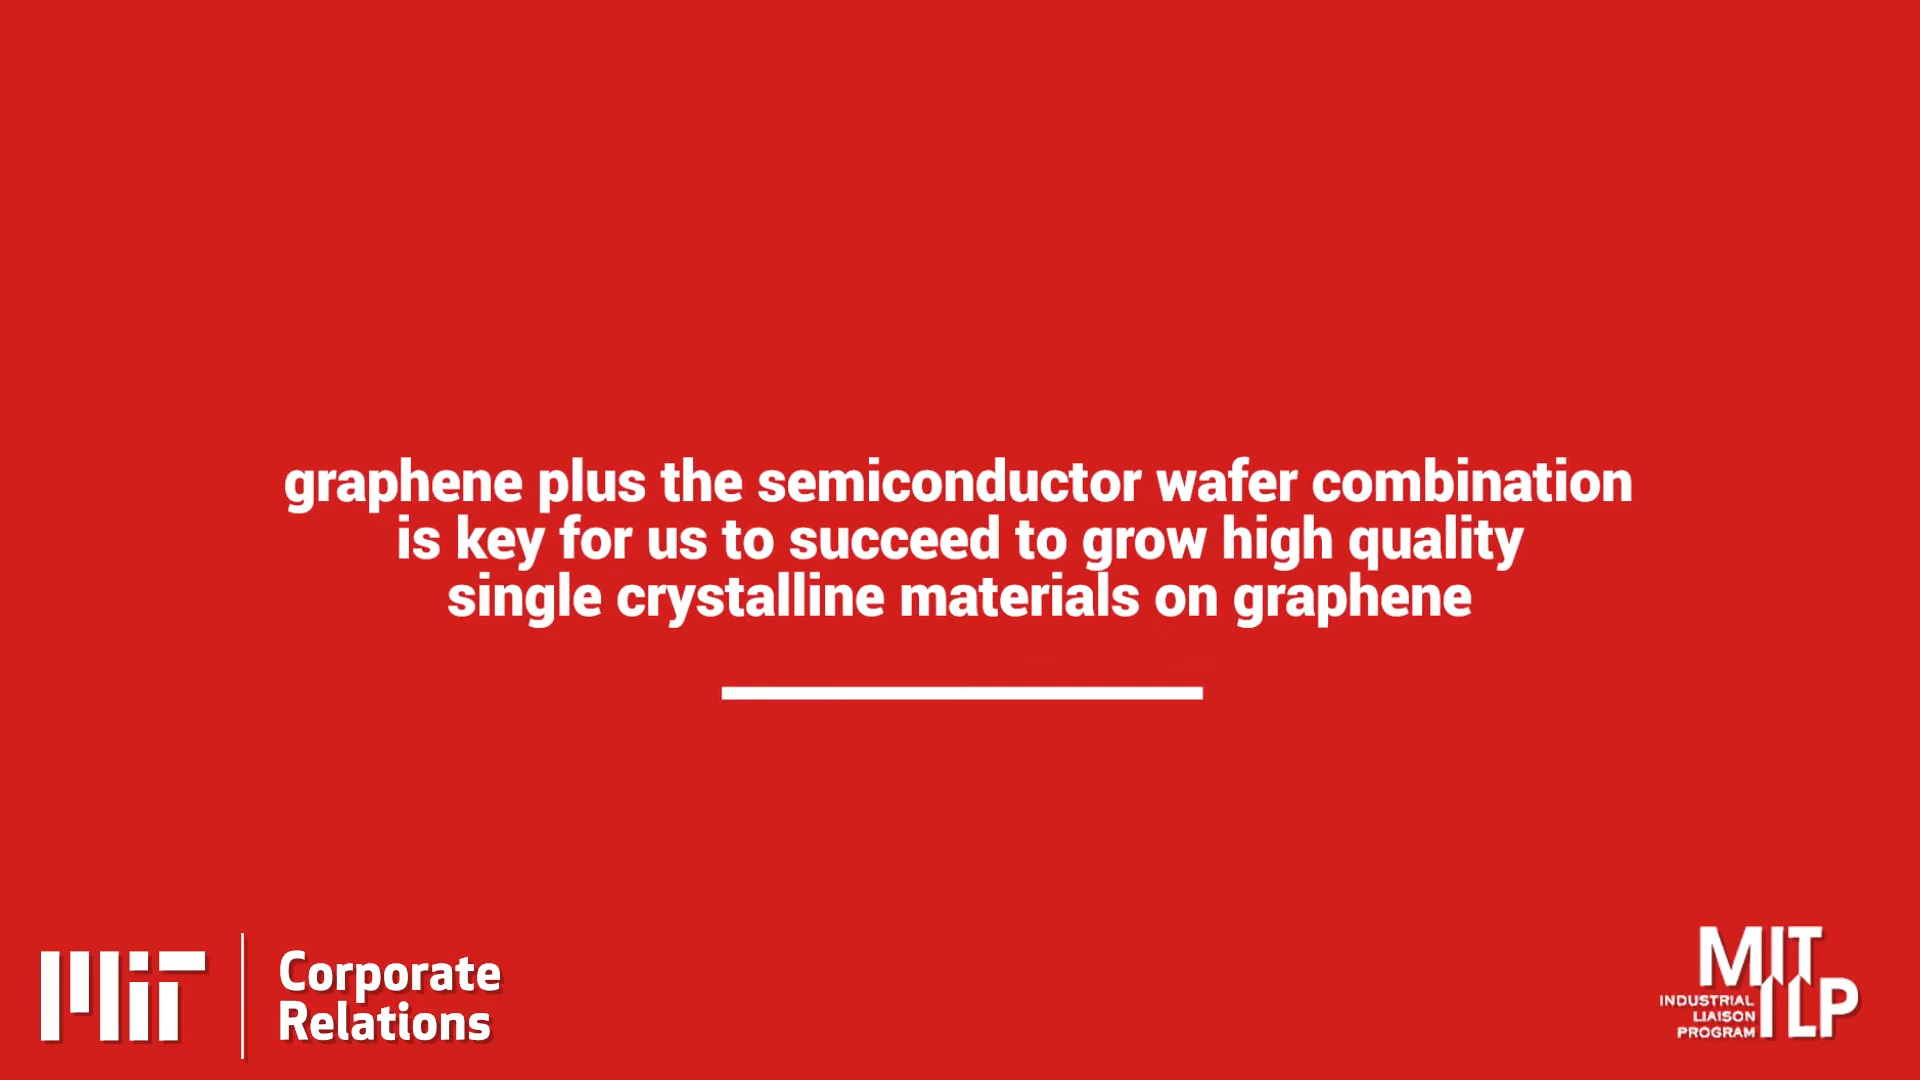 graphene plus the semiconductor wafer combination
is key for us to succeed to grow high quality
single crystalline materials on graphene
MIT
Corporate
Relations
MIT
ILP
INDUSTRIAL
LIAISON
PROGRAM